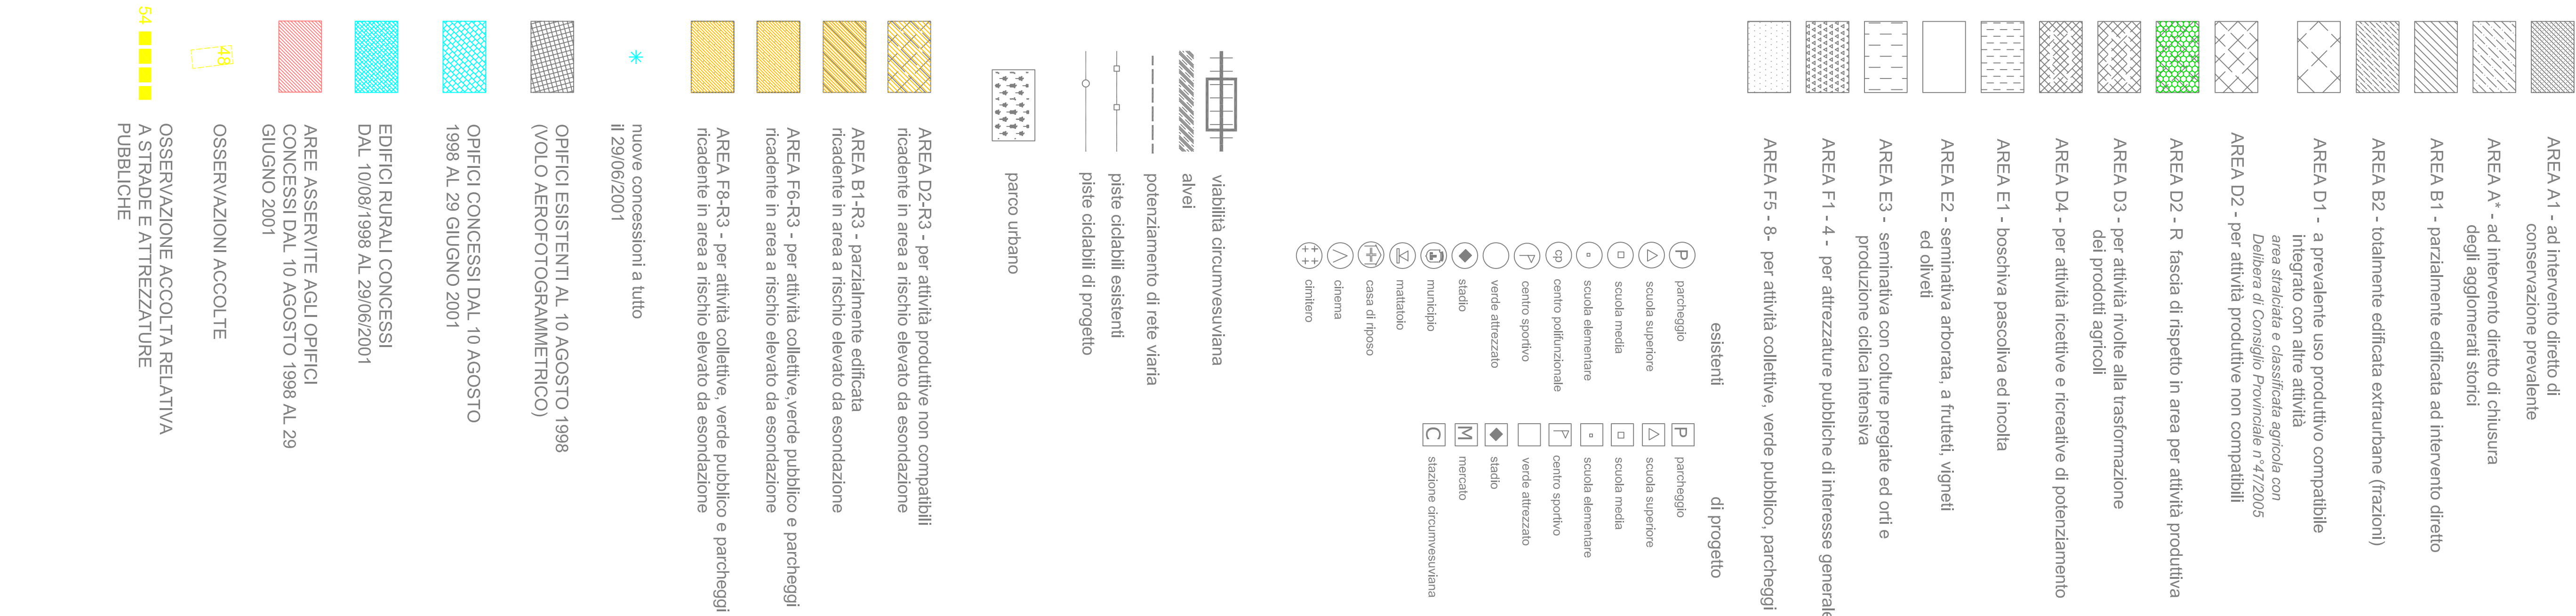 AREA A1 - ad intervento diretto di
conservazione prevalente
AREA A* - ad intervento diretto di chiusura
degli agglomerati storici
AREA B1 - parzialmente edificata ad intervento diretto
AREA B2 - totalmente edificata extraurbane (frazioni)
AREA D1 - a prevalente uso produttivo compatibile
integrato con altre attività
area stralciata e classificata agricola con
Delibera di Consiglio Provinciale n°47/2005
AREA D2 - per attività produttive non compatibili
AREA D2 - R fascia di rispetto in area per attività produttiva
AREA D3 - per attività rivolte alla trasformazione
dei prodotti agricoli
AREA D4 - per attività ricettive e ricreative di potenziamento
AREA E1 - boschiva pasoliva ed incolta
AREA E2 - seminativa arborata, a frutteti, vigneti
ed oliveti
AREA E3 - seminativa con colture pregiate ed orti e
produzione ciclica intensiva
AREA F1 - 4 - per attrezzature pubbliche di interesse generale
AREA F5 - 8- per attività collettive, verde pubblico, parcheggi
esistenti
P parcheggio
scuola superiore
scuola media
scuola elementare
cp centro polifunzionale
centro sportivo
verde attrezzato
stadio
municipio
mattatoio
casa di riposo
cinema
cimitero
di progetto
P parcheggio
scuola superiore
scuola media
scuola elementare
centro sportivo
verde attrezzato
stadio
M mercato
C stazione circumvesuviana
viabilità circumvesuviana
alvei
potenziamento di rete viaria
piste ciclabili esistenti
piste ciclabili di progetto
parco urbano
AREA D2-R3 - per attività produttive non compatibili
ricadente in area a rischio elevato da esondazione
AREA B1-R3 - parzialmente edificata
ricadente in area a rischio elevato da esondazione
AREA F6-R3 - per attività collettive,verde pubblico e parcheggi
ricadente in area a rischio elevato da esondazione
AREA F8-R3 - per attività collettive, verde pubblico e parcheggi
ricadente in area a rischio elevato da esondazione
nuove concessioni a tutto
il 29/06/2001
OPIFICI ESISTENTI AL 10 AGOSTO 1998
(VOLO AEROFOTOGRAMMETRICO)
OPIFICI CONCESSI DAL 10 AGOSTO
1998 AL 29 GIUGNO 2001
EDIFICI RURALI CONCESSI
DAL 10/08/1998 AL 29/06/2001
AREE ASSERVITE AGLI OPIFICI
CONCESSI DAL 10 AGOSTO 1998 AL 29
GIUGNO 2001
48
OSSERVAZIONI ACCOLTE
54
OSSERVAZIONE ACCOLTA RELATIVA
A STRADE E ATTREZZATURE
PUBBLICHE